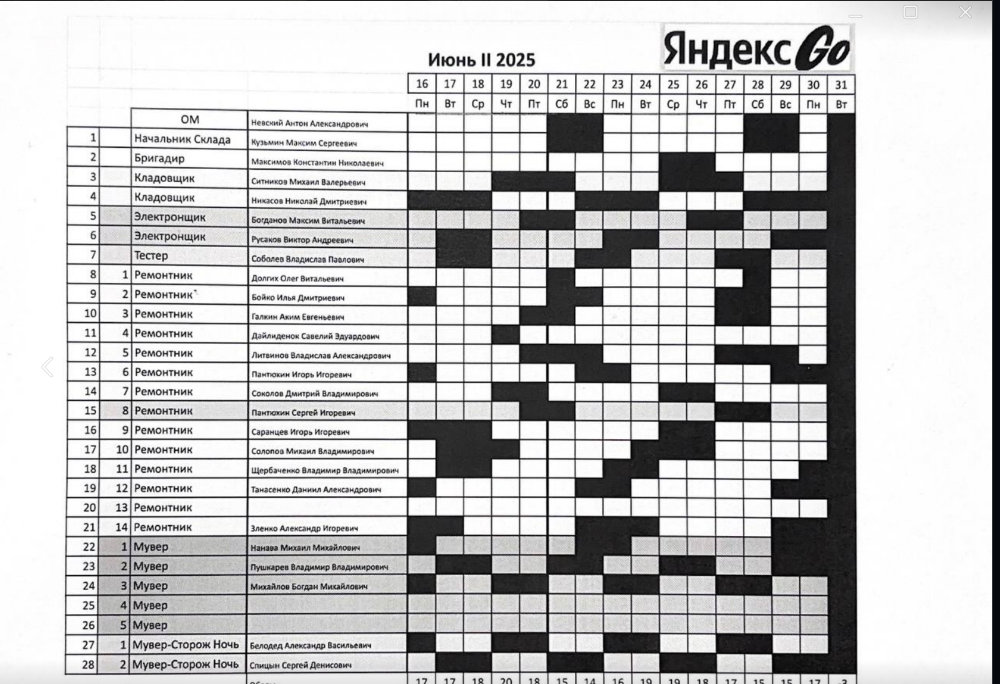 Яндекс Go
Июнь II 2025
16 17 18 19 20 21 22 23 24 25 26 27 28 29 30 31
Пн Вт Ср Чт Пт Сб Вс Пн Вт Ср Чт Пт Сб Вс Пн Вт
ОМ Невский Антон Александрович
1 Начальник Склада Кузьмин Максим Сергеевич
2 Бригадир Максимов Константин Николаевич
3 Кладовщик Ситников Михаил Валерьевич
4 Кладовщик Никасов Николай Дмитриевич
5 Электронщик Богданов Максим Витальевич
6 Электронщик Русаков Виктор Андреевич
7 Тестер Соболев Владислав Павлович
8 1 Ремонтник Долгих Олег Витальевич
9 2 Ремонтник Бойко Илья Дмитриевич
10 3 Ремонтник Галкин Аким Евгеньевич
11 4 Ремонтник Дайлиденок Савелий Эдуардович
12 5 Ремонтник Литвинов Владислав Александрович
13 6 Ремонтник Пантюхин Игорь Игоревич
14 7 Ремонтник Соколов Дмитрий Владимирович
15 8 Ремонтник Пантюхин Сергей Игоревич
16 9 Ремонтник Саранцев Игорь Игоревич
17 10 Ремонтник Солопов Михаил Владимирович
18 11 Ремонтник Щербаченко Владимир Владимирович
19 12 Ремонтник Танасенко Даниил Александрович
20 13 Ремонтник
21 14 Ремонтник Зленко Александр Игоревич
22 1 Мувер Нанава Михаил Михайлович
23 2 Мувер Пушкарев Владимир Владимирович
24 3 Мувер Михайлов Богдан Михайлович
25 4 Мувер
26 5 Мувер
27 1 Мувер-Сторож Ночь Белодед Александр Васильевич
28 2 Мувер-Сторож Ночь Спицын Сергей Денисович
17 17 18 20 18 15 14 16 19 19 18 17 15 15 17 -3